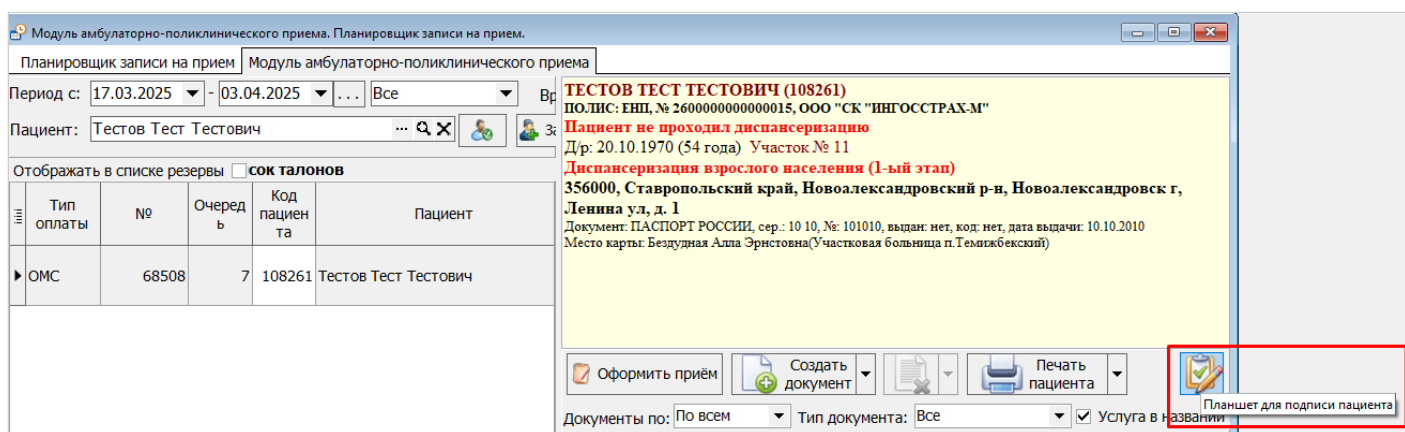 Модуль амбулаторно-поликлинического приема. Планировщик записи на прием.
Планировщик записи на прием Модуль амбулаторно-поликлинического приема
Период с: 17.03.2025 - 03.04.2025 ... Все Вр
Пациент: Тестов Тест Тестович ... За
Отображать в списке резервы сок талонов
Тип оплаты № Очередь Код пациента Пациент
ОМС 68508 7 108261 Тестов Тест Тестович
ТЕСТОВ ТЕСТ ТЕСТОВИЧ (108261)
ПОЛИС: ЕНП, № 2600000000000015, ООО "СК "ИНГОССТРАХ-М"
Пациент не проходил диспансеризацию
Д/р: 20.10.1970 (54 года) Участок № 11
Диспансеризация взрослого населения (1-ый этап)
356000, Ставропольский край, Новоалександровский р-н, Новоалександровск г,
Ленина ул, д. 1
Документ: ПАСПОРТ РОССИИ, сер.: 10 10, №: 101010, выдан: нет, код: нет, дата выдачи: 10.10.2010
Место карты: Бездудная Алла Эрнстовна(Участковая больница п.Темижбекский)
Оформить приём Создать документ Печать пациента
Планшет для подписи пациента
Документы по: По всем Тип документа: Все Услуга в названии